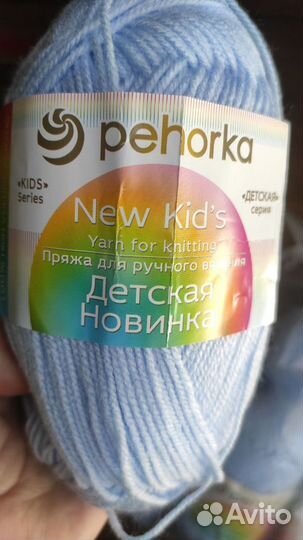 pehorka
«KIDS»
Series
«ДЕТСКАЯ»
серия
New Kid's
Yarn for knitting
Пряжа для ручного вязания
Детская
Новинка
Avito